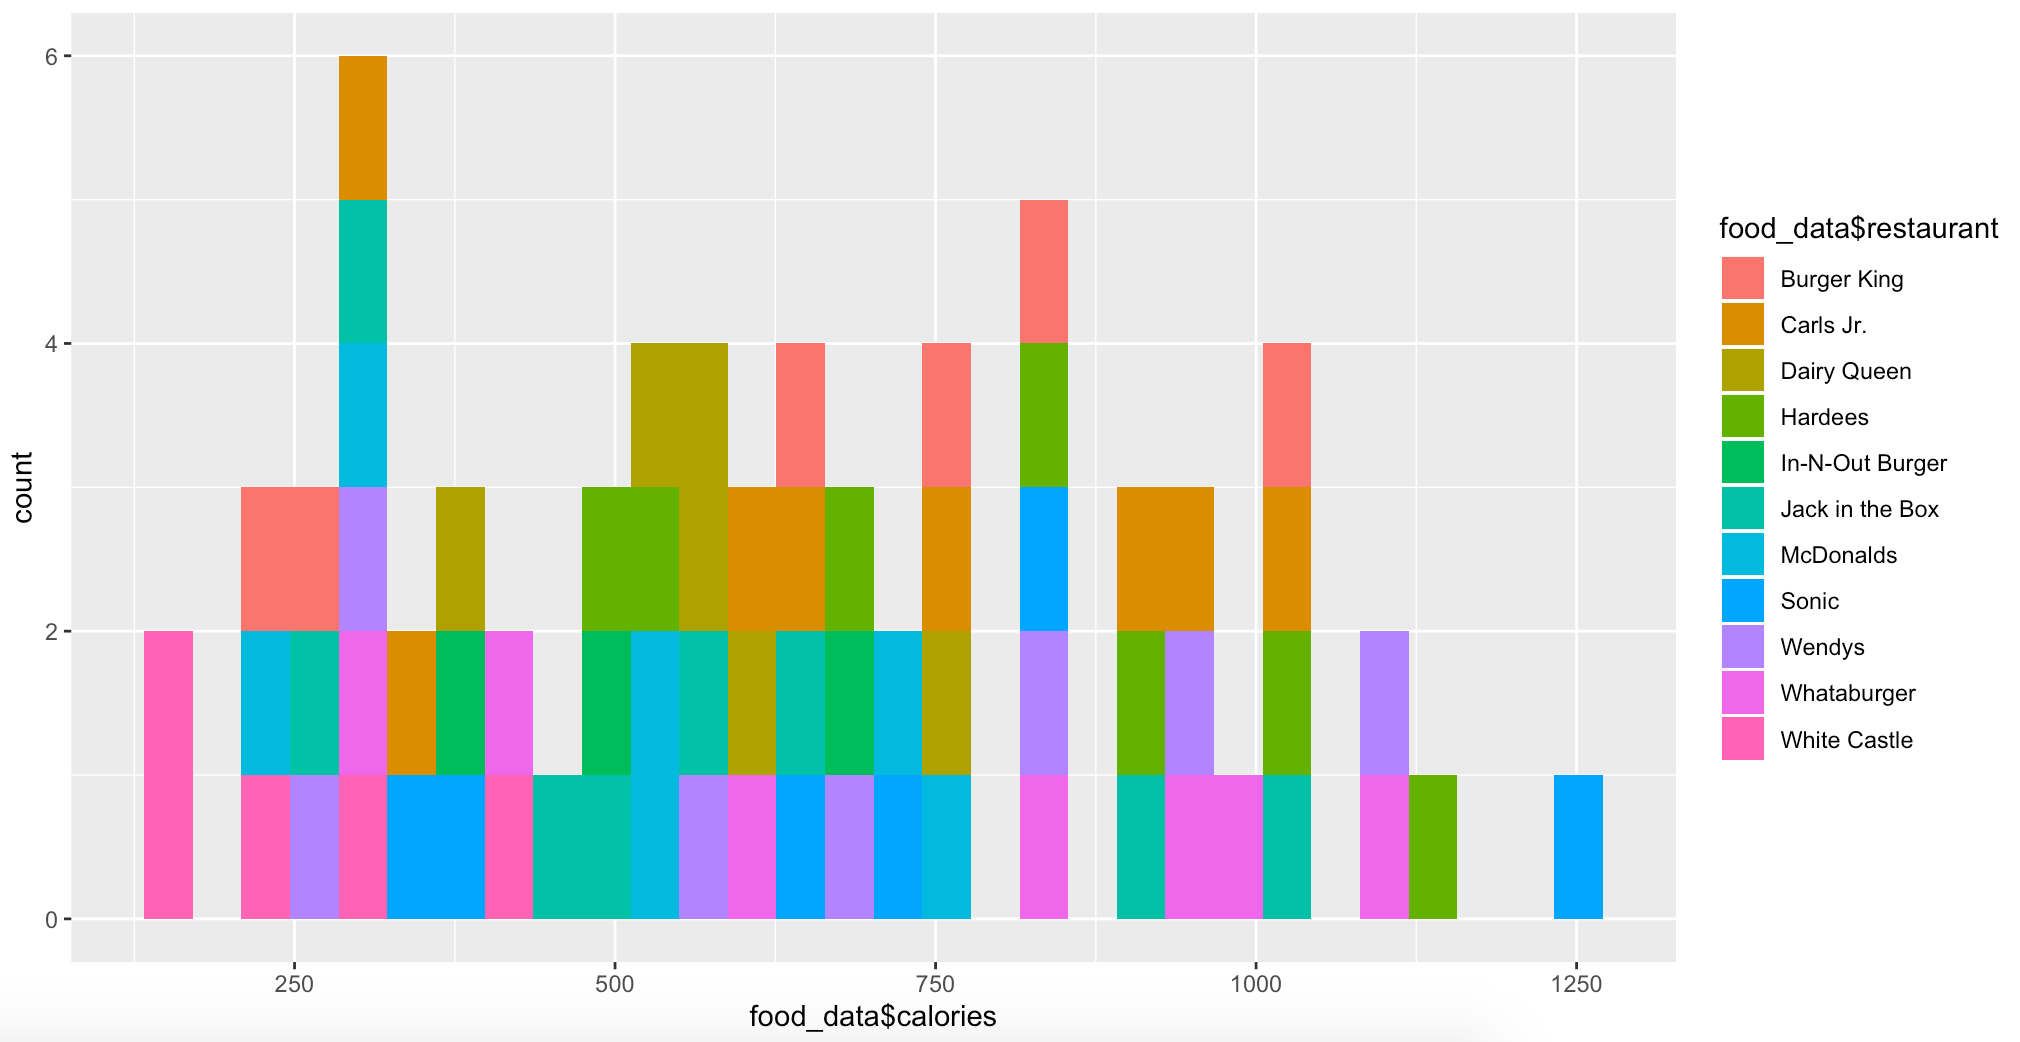 6
4
2
0
count
250 500 750 1000 1250
food_data$calories
food_data$restaurant
Burger King
Carls Jr.
Dairy Queen
Hardees
In-N-Out Burger
Jack in the Box
McDonalds
Sonic
Wendys
Whataburger
White Castle